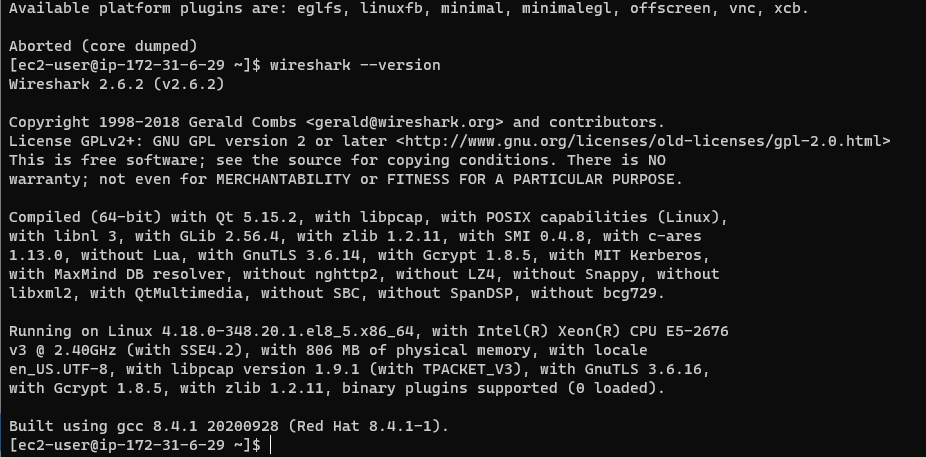 Available platform plugins are: eglfs, linuxfb, minimal, minimalegl, offscreen, vnc, xcb.
Aborted (core dumped)
[ec2-user@ip-172-31-6-29 ~]$ wireshark --version
Wireshark 2.6.2 (v2.6.2)
Copyright 1998-2018 Gerald Combs <gerald@wireshark.org> and contributors.
License GPLv2+: GNU GPL version 2 or later <http://www.gnu.org/licenses/old-licenses/gpl-2.0.html>
This is free software; see the source for copying conditions. There is NO
warranty; not even for MERCHANTABILITY or FITNESS FOR A PARTICULAR PURPOSE.
Compiled (64-bit) with Qt 5.15.2, with libpcap, with POSIX capabilities (Linux),
with libnl 3, with GLib 2.56.4, with zlib 1.2.11, with SMI 0.4.8, with c-ares
1.13.0, without Lua, with GnuTLS 3.6.14, with Gcrypt 1.8.5, with MIT Kerberos,
with MaxMind DB resolver, without nghttp2, without LZ4, without Snappy, without
libxml2, with QtMultimedia, without SBC, without SpanDSP, without bcg729.
Running on Linux 4.18.0-348.20.1.el8_5.x86_64, with Intel(R) Xeon(R) CPU E5-2676
v3 @ 2.40GHz (with SSE4.2), with 806 MB of physical memory, with locale
en_US.UTF-8, with libpcap version 1.9.1 (with TPACKET_V3), with GnuTLS 3.6.16,
with Gcrypt 1.8.5, with zlib 1.2.11, binary plugins supported (0 loaded).
Built using gcc 8.4.1 20200928 (Red Hat 8.4.1-1).
[ec2-user@ip-172-31-6-29 ~]$